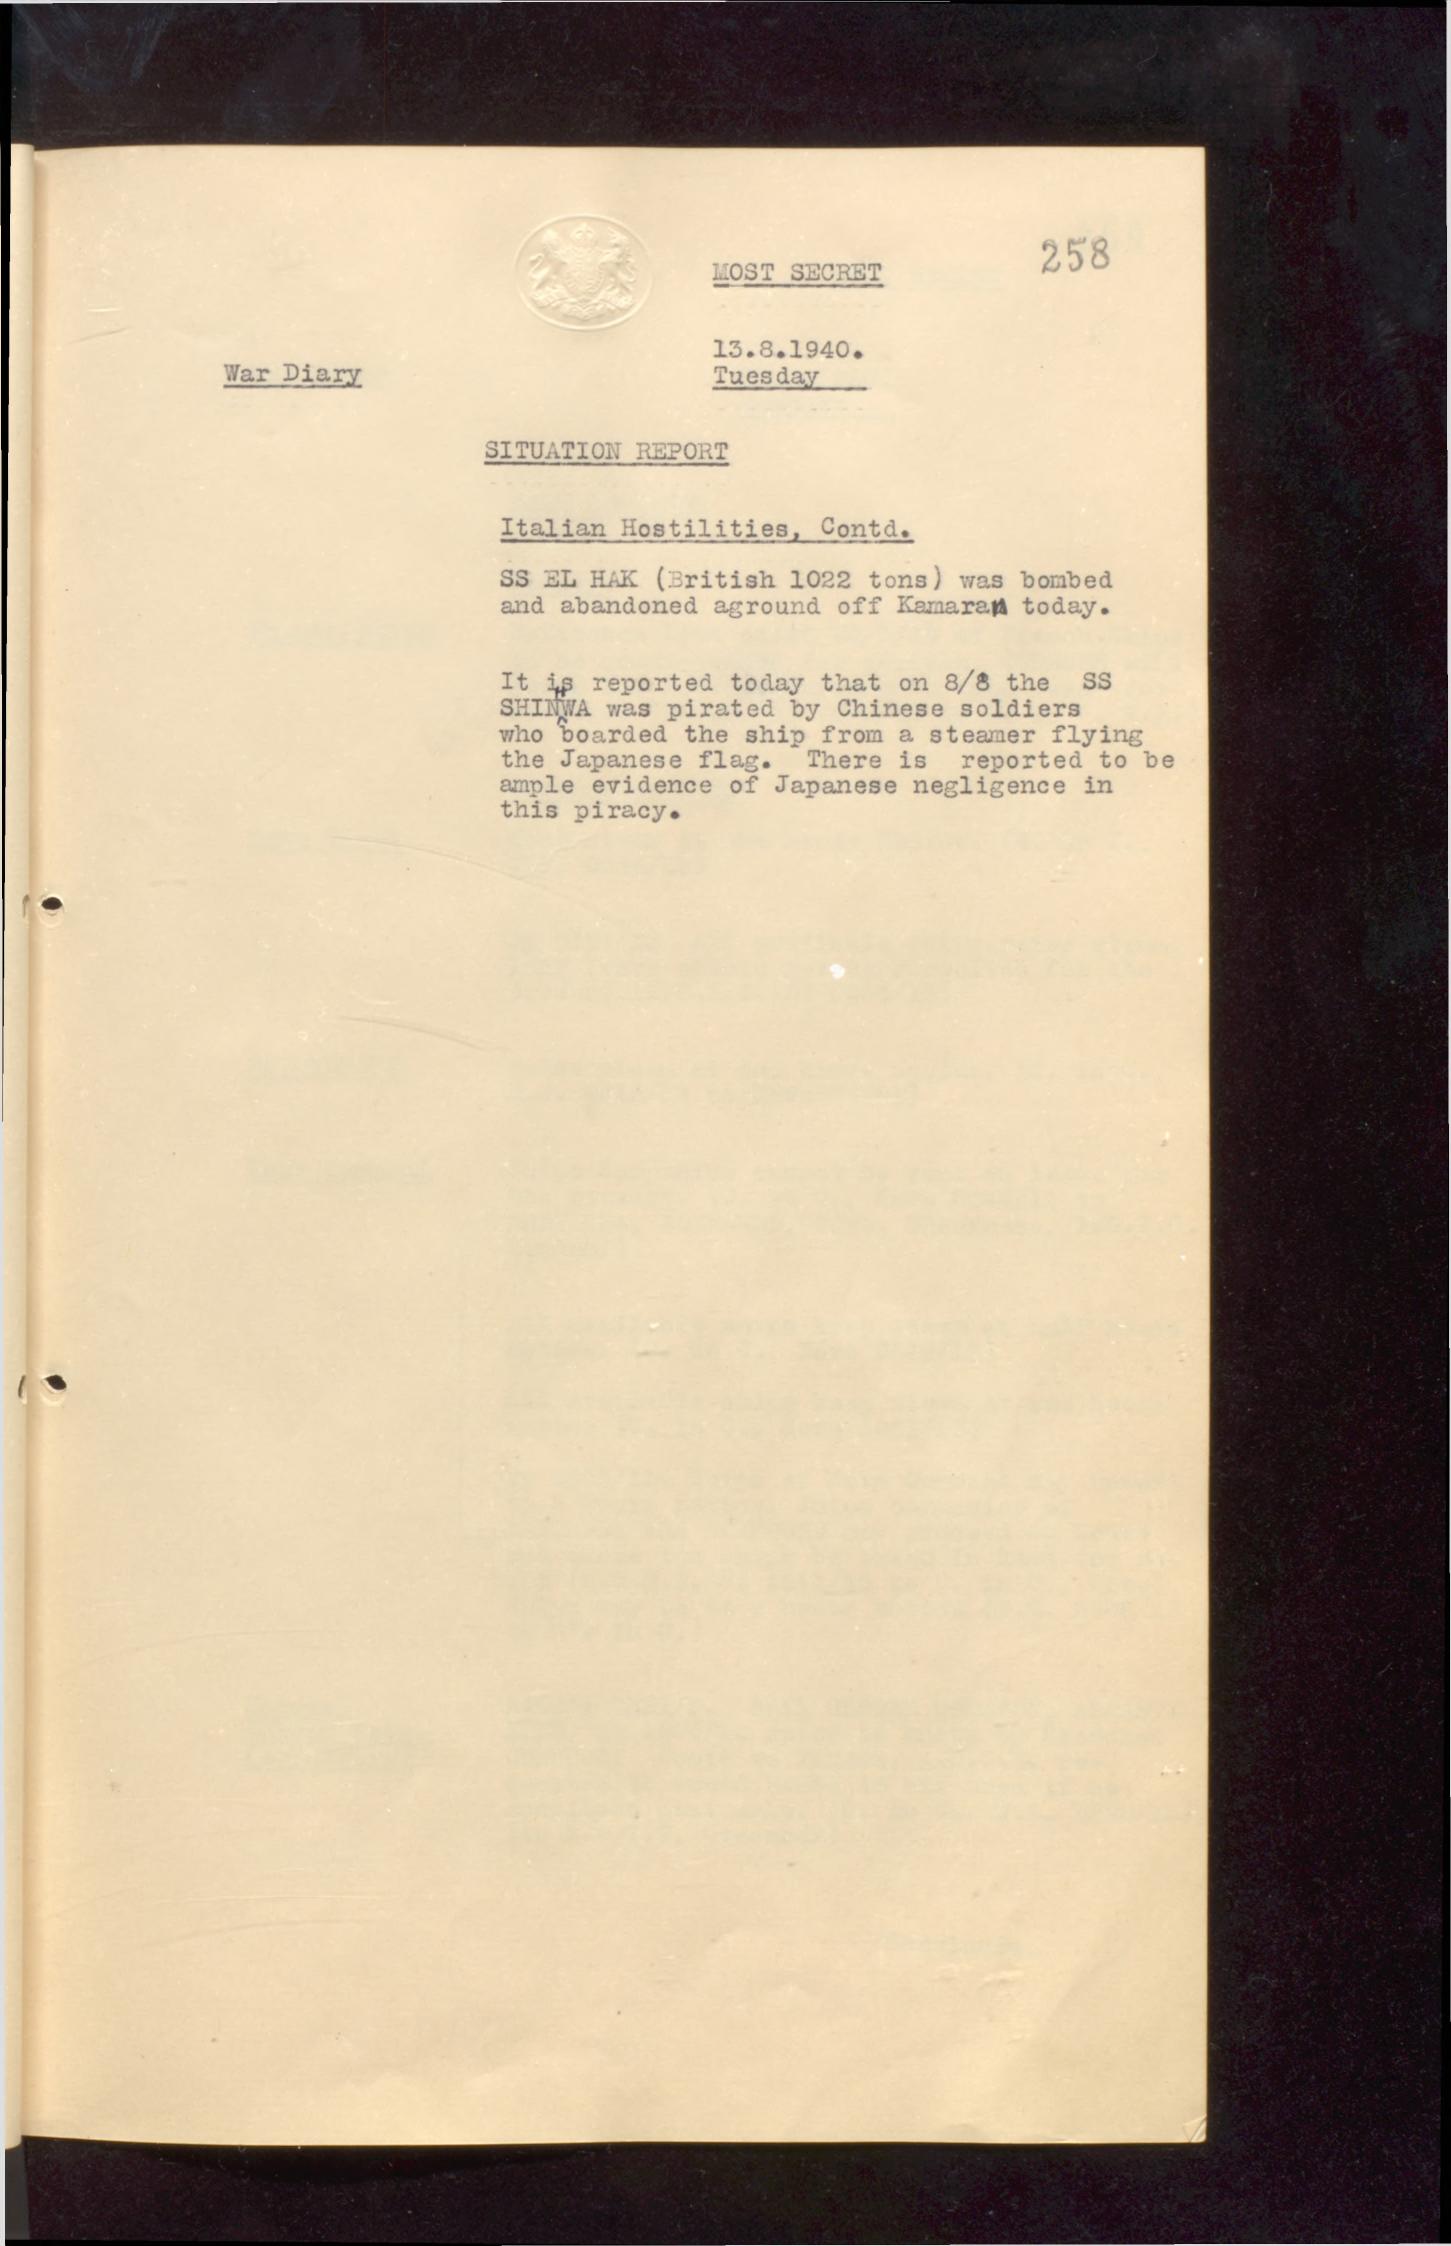 258
MOST SECRET
13.8.1940.
Tuesday
War Diary
SITUATION REPORT
Italian Hostilities, Contd.
SS EL HAK (British 1022 tons) was bombed
and abandoned aground off Kamaran today.
It is reported today that on 8/8 the SS
SHINHWA was pirated by Chinese soldiers
who boarded the ship from a steamer flying
the Japanese flag. There is reported to be
ample evidence of Japanese negligence in
this piracy.